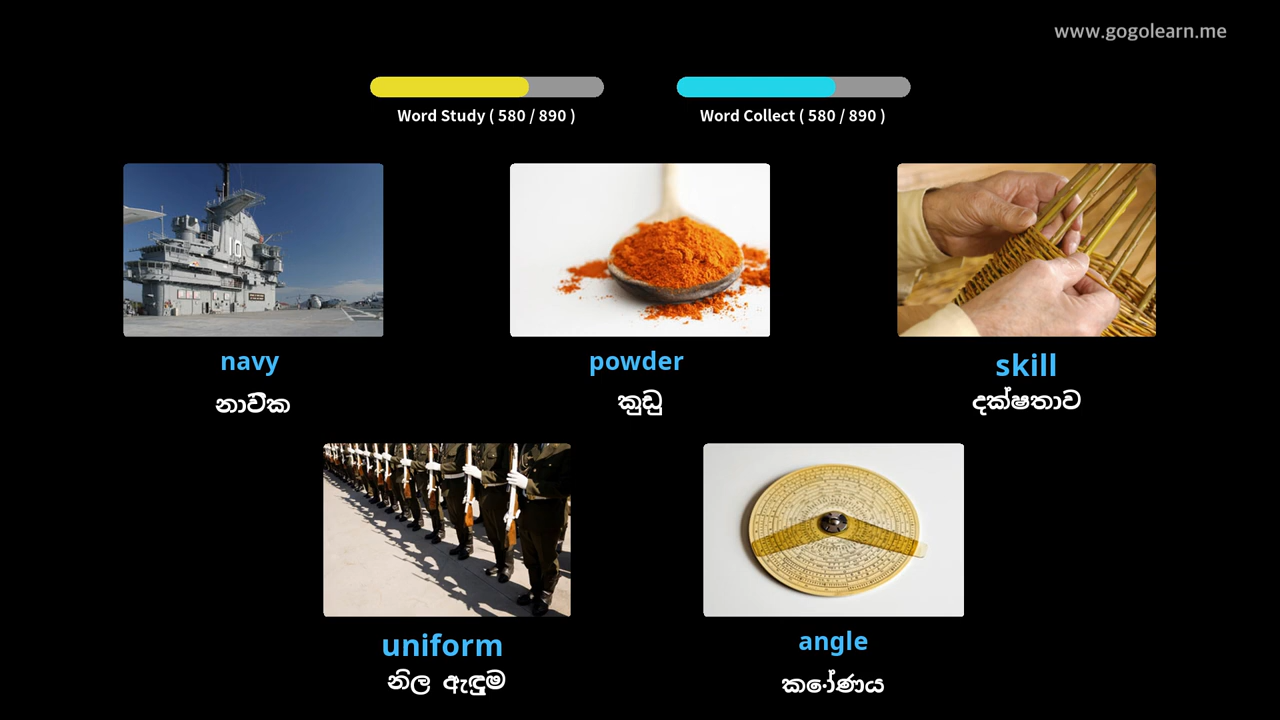 www.gogolearn.me
Word Study ( 580 / 890 )
Word Collect ( 580 / 890 )
navy
powder
skill
නාවික
කුඩු
දක්ෂතාව
uniform
angle
නිල ඇඳුම
කෝණය